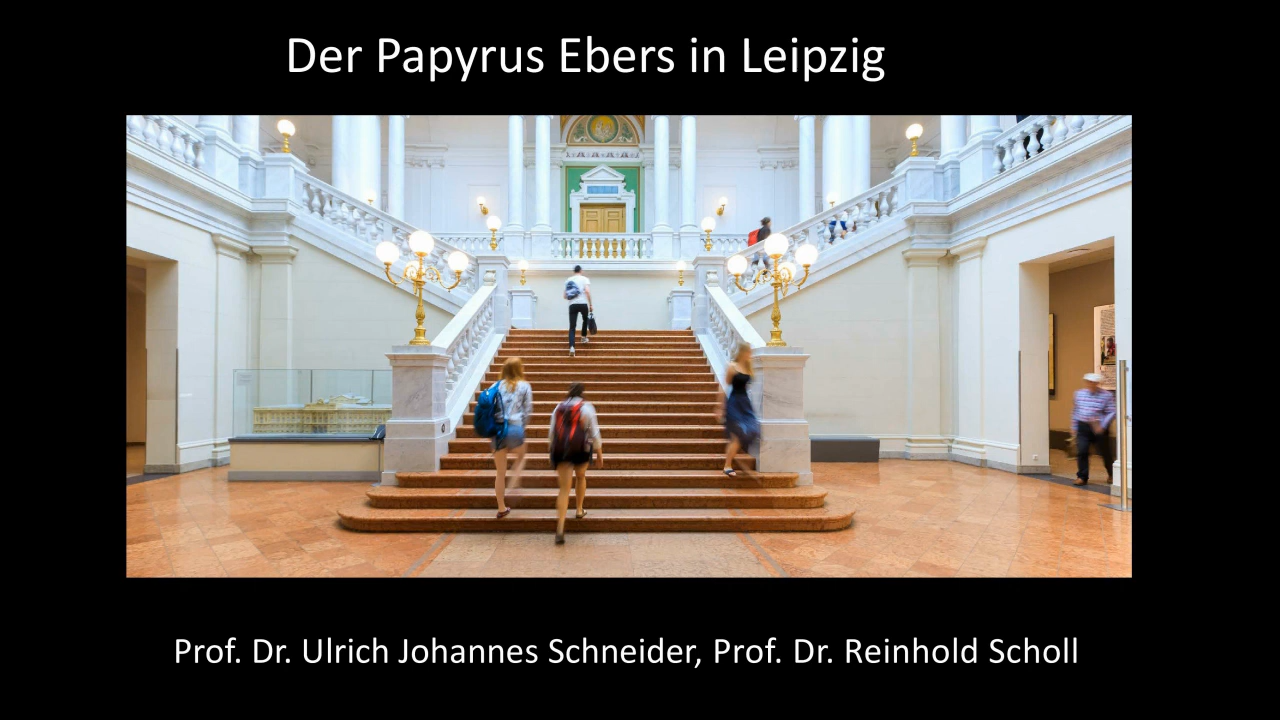 Der Papyrus Ebers in Leipzig
Prof. Dr. Ulrich Johannes Schneider, Prof. Dr. Reinhold Scholl